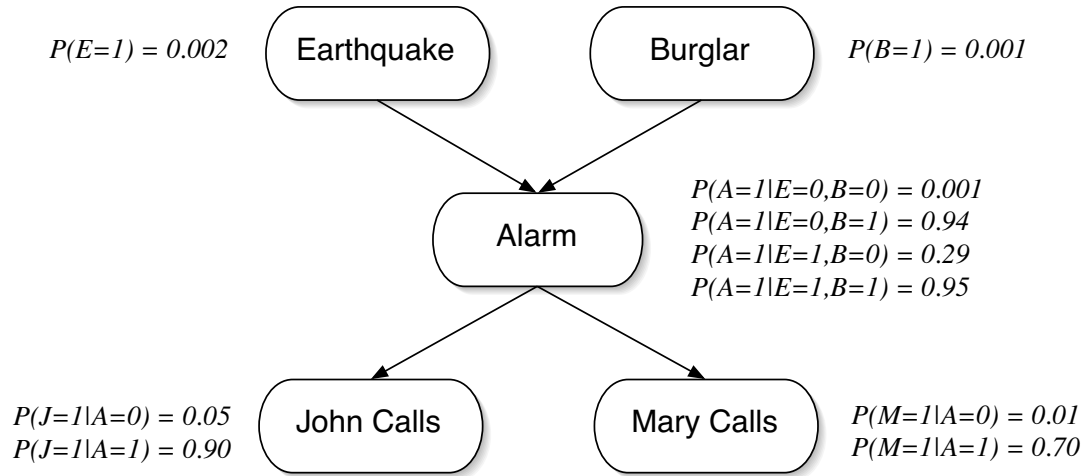 P(E=1) = 0.002
Earthquake
Burglar
P(B=1) = 0.001
Alarm
P(A=1|E=0,B=0) = 0.001
P(A=1|E=0,B=1) = 0.94
P(A=1|E=1,B=0) = 0.29
P(A=1|E=1,B=1) = 0.95
P(J=1|A=0) = 0.05
P(J=1|A=1) = 0.90
John Calls
Mary Calls
P(M=1|A=0) = 0.01
P(M=1|A=1) = 0.70